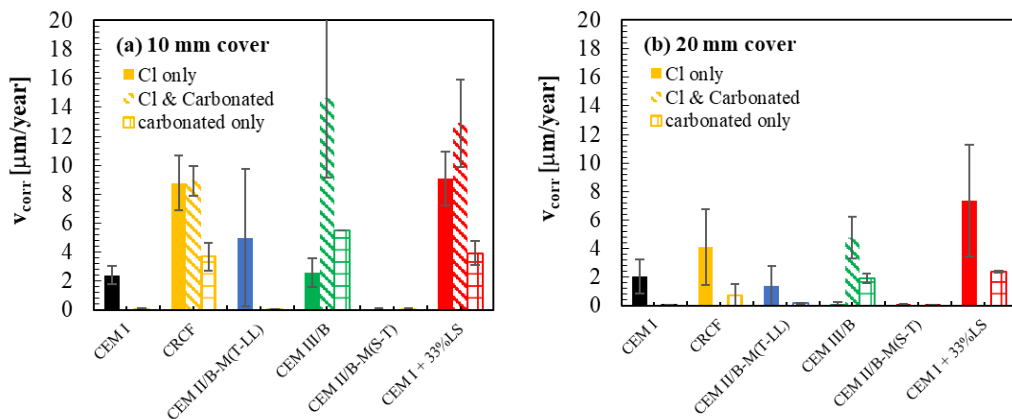 (a) 10 mm cover
Cl only
Cl & Carbonated
carbonated only
v_corr [µm/year]
20
18
16
14
12
10
8
6
4
2
0
CEM I
CRCF
CEM II/B-M(T-LL)
CEM III/B
CEM II/B-M(S-T)
CEM I + 33%LS
(b) 20 mm cover
Cl only
Cl & Carbonated
carbonated only
v_corr [µm/year]
20
18
16
14
12
10
8
6
4
2
0
CEM I
CRCF
CEM II/B-M(T-LL)
CEM III/B
CEM II/B-M(S-T)
CEM I + 33%LS